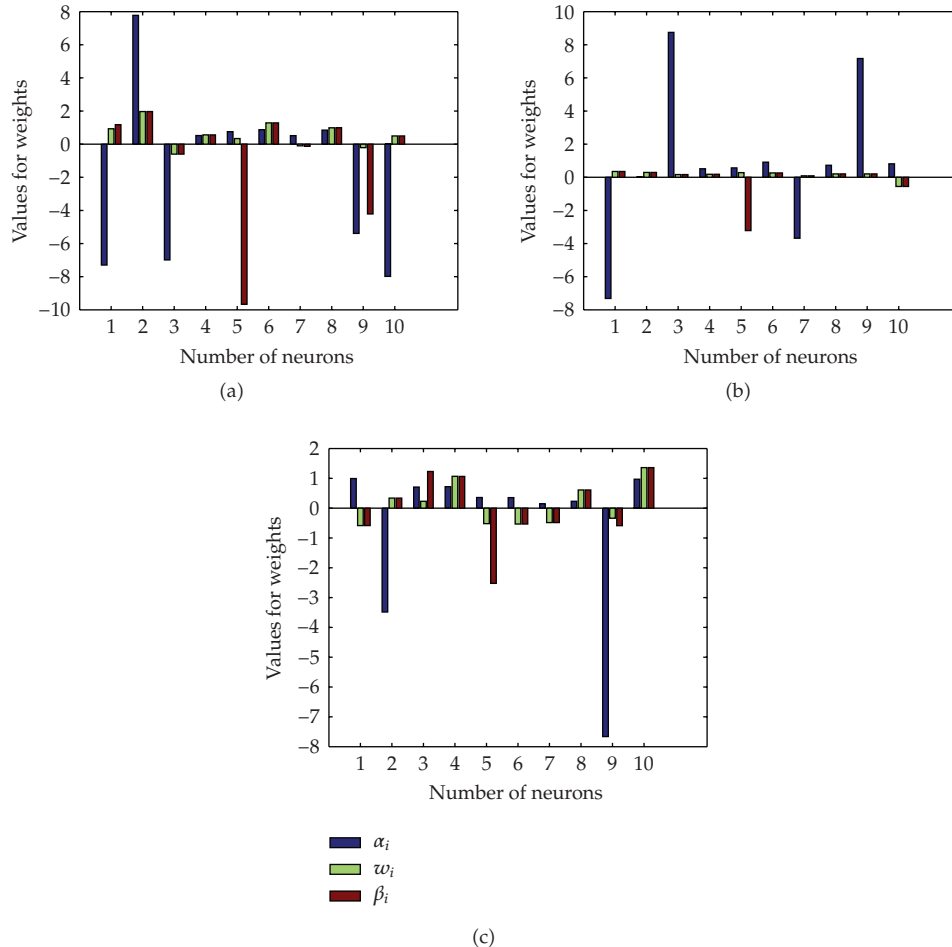 8
6
4
2
0
−2
−4
−6
−8
−10
Values for weights
1 2 3 4 5 6 7 8 9 10
Number of neurons
(a)
10
8
6
4
2
0
−2
−4
−6
−8
Values for weights
1 2 3 4 5 6 7 8 9 10
Number of neurons
(b)
2
1
0
−1
−2
−3
−4
−5
−6
−7
−8
Values for weights
1 2 3 4 5 6 7 8 9 10
Number of neurons
αi
wi
βi
(c)